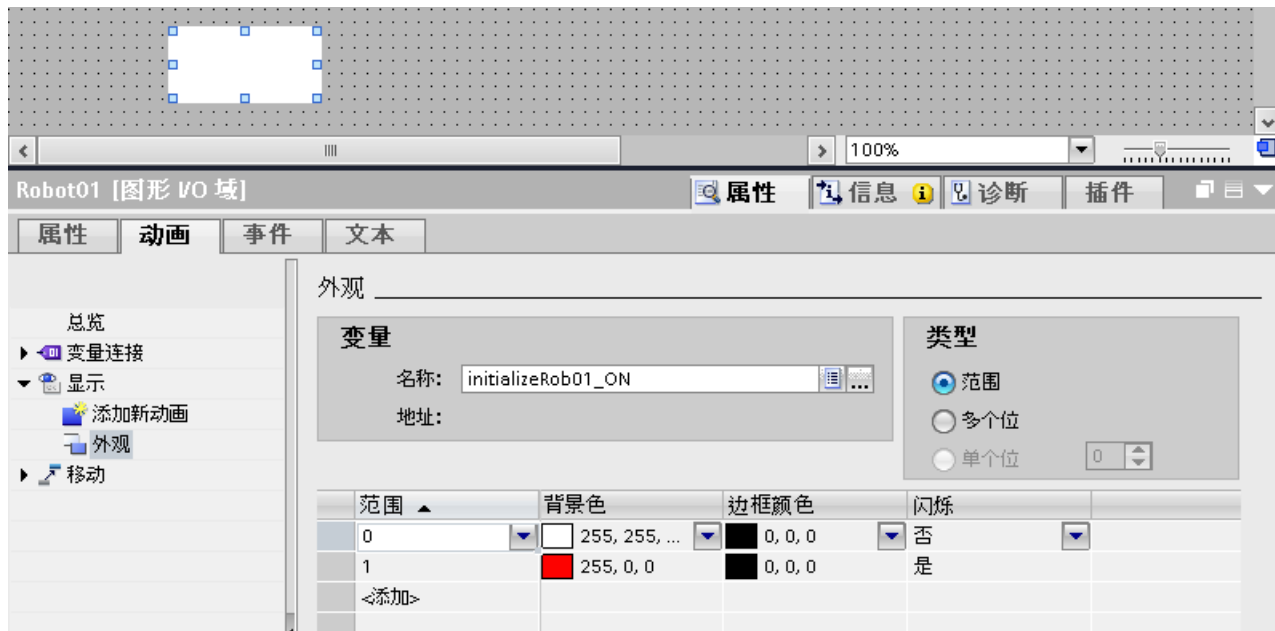 100%
Robot01 [图形 I/O 域]
属性 信息 诊断 插件
属性 动画 事件 文本
外观
总览
变量连接
显示
添加新动画
外观
移动
变量
名称: initializeRob01_ON ...
地址:
类型
范围
多个位
单个位 0
范围 背景色 边框颜色 闪烁
0 255, 255, ... 0, 0, 0 否
1 255, 0, 0 0, 0, 0 是
<添加>